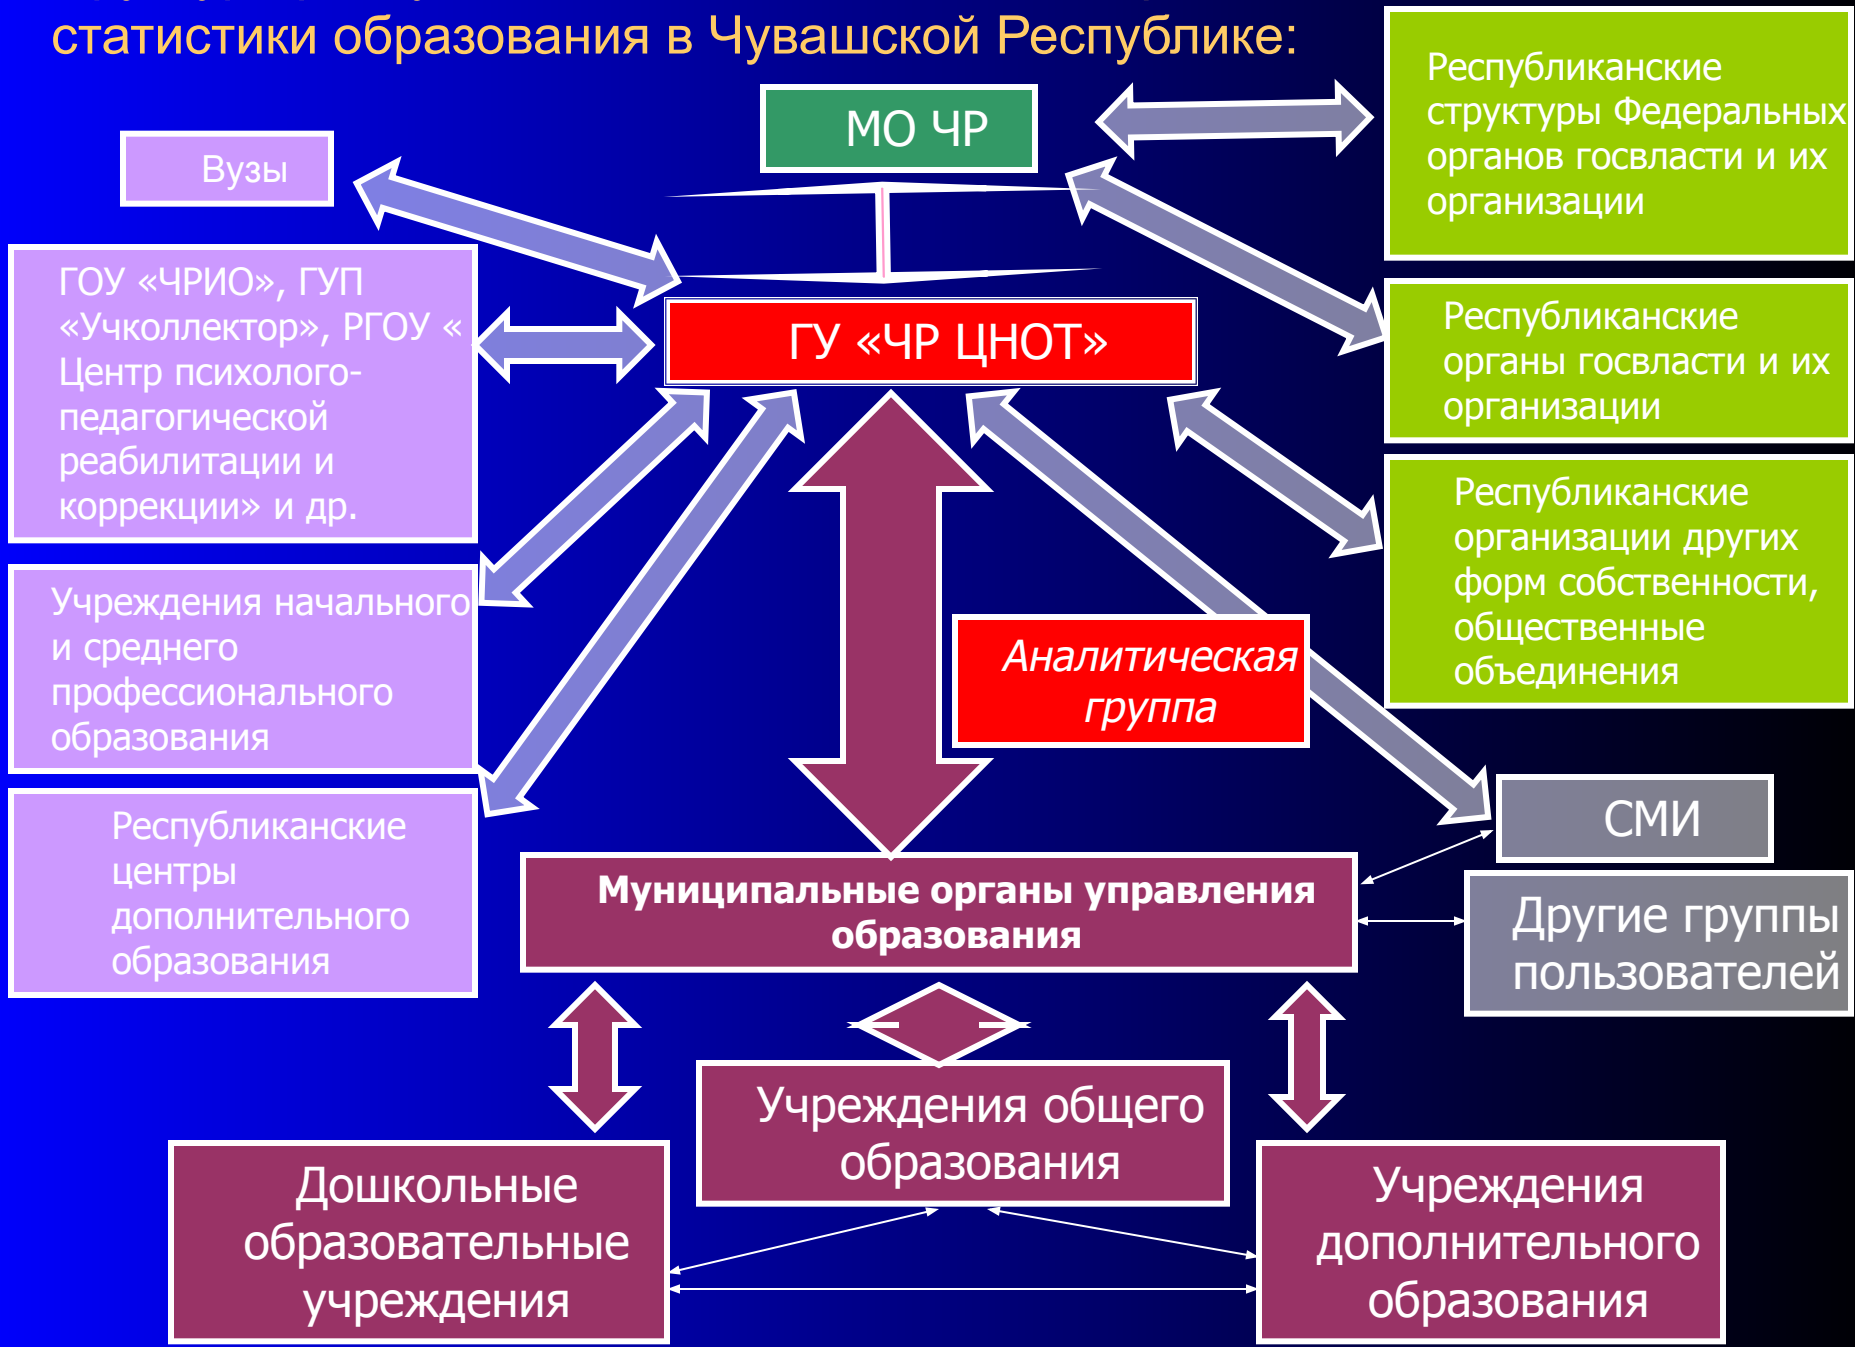 статистики образования в Чувашской Республике:
МО ЧР
Республиканские
структуры Федеральных
органов госвласти и их
организации
Вузы
ГОУ «ЧРИО», ГУП
«Учколлектор», РГОУ «
Центр психолого-
педагогической
реабилитации и
коррекции» и др.
ГУ «ЧР ЦНОТ»
Республиканские
органы госвласти и их
организации
Республиканские
организации других
форм собственности,
общественные
объединения
Учреждения начального
и среднего
профессионального
образования
Аналитическая
группа
Республиканские
центры
дополнительного
образования
СМИ
Муниципальные органы управления
образования
Другие группы
пользователей
Учреждения общего
образования
Дошкольные
образовательные
учреждения
Учреждения
дополнительного
образования